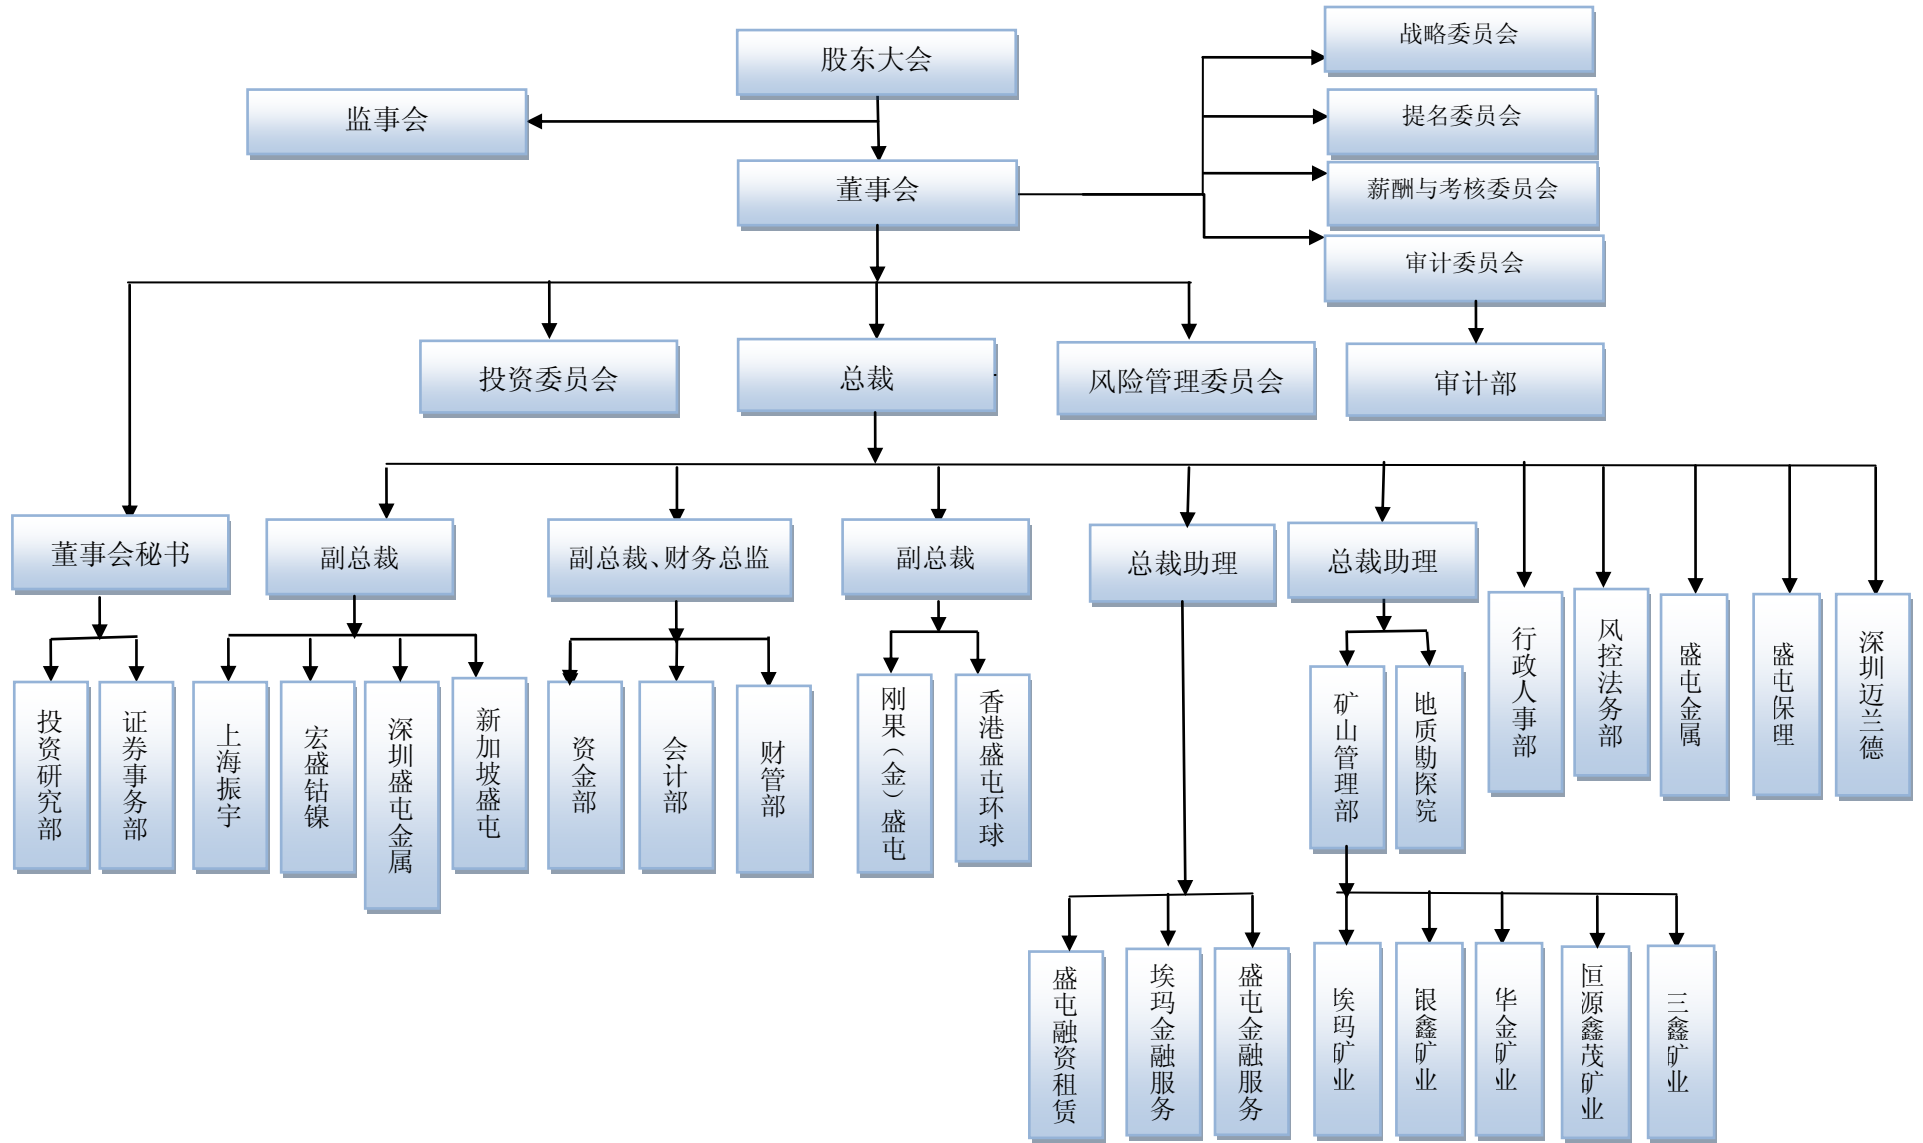 股东大会
监事会
董事会
战略委员会
提名委员会
薪酬与考核委员会
审计委员会
投资委员会
总裁
风险管理委员会
审计部
董事会秘书
副总裁
副总裁、财务总监
副总裁
总裁助理
总裁助理
行政人事部
风控法务部
盛屯金属
盛屯保理
深圳迈兰德
投资研究部
证券事务部
上海振宇
宏盛钴镍
深圳盛屯金属
新加坡盛屯
资金部
会计部
财管部
刚果（金）盛屯
香港盛屯环球
矿山管理部
地质勘探院
盛屯融资租赁
埃玛金融服务
盛屯金融服务
埃玛矿业
银鑫矿业
华金矿业
恒源鑫茂矿业
三鑫矿业